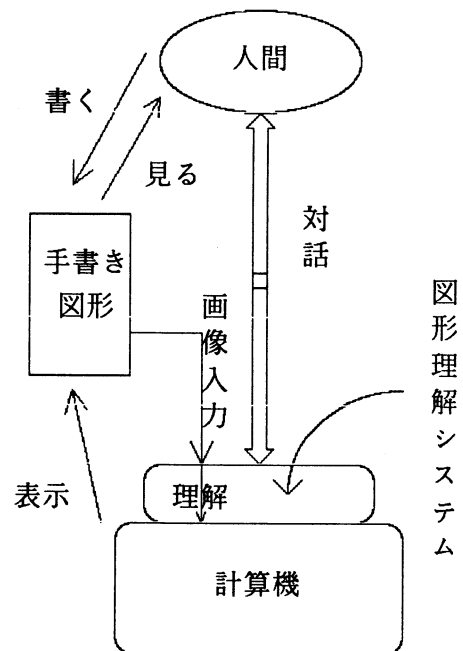 人間
書く
見る
対話
手書き
図形
画像入力
図形理解システム
理解
表示
計算機